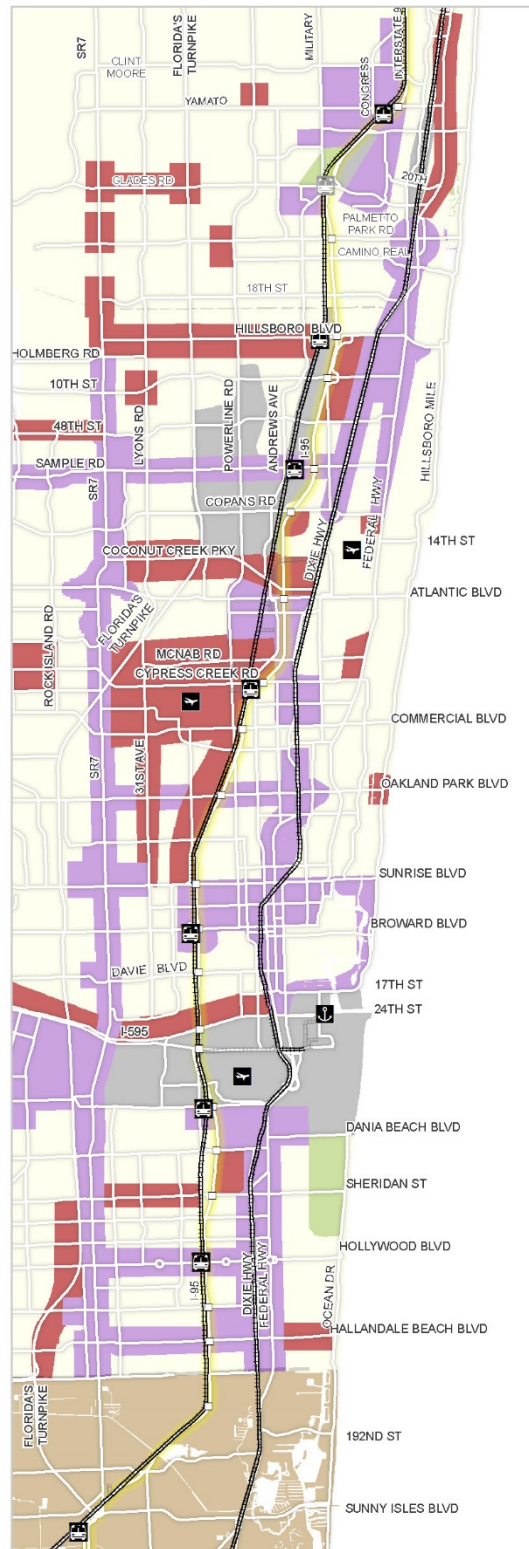 SR7
CLINT
MOORE
FLORIDA'S
TURNPIKE
MILITARY
CONGRESS
INTERSTATE 9
YAMATO
GLADES RD
20TH
PALMETTO
PARK RD
CAMINO REAL
18TH ST
HILLSBORO BLVD
HOLMBERG RD
10TH ST
LYONS RD
POWERLINE RD
ANDREWS AVE
I-95
HILLSBORO MILE
48TH ST
SAMPLE RD
SR7
COPANS RD
DIXIE HWY
FEDERAL HWY
14TH ST
COCONUT CREEK PKY
ATLANTIC BLVD
ROCK ISLAND RD
FLORIDA'S
TURNPIKE
MCNAB RD
CYPRESS CREEK RD
COMMERCIAL BLVD
SR7
31ST AVE
OAKLAND PARK BLVD
SUNRISE BLVD
BROWARD BLVD
DAVIE BLVD
17TH ST
24TH ST
I-595
DANIA BEACH BLVD
SHERIDAN ST
HOLLYWOOD BLVD
I-95
DIXIE HWY
FEDERAL HWY
OCEAN DR
HALLANDALE BEACH BLVD
FLORIDA'S
TURNPIKE
192ND ST
SUNNY ISLES BLVD